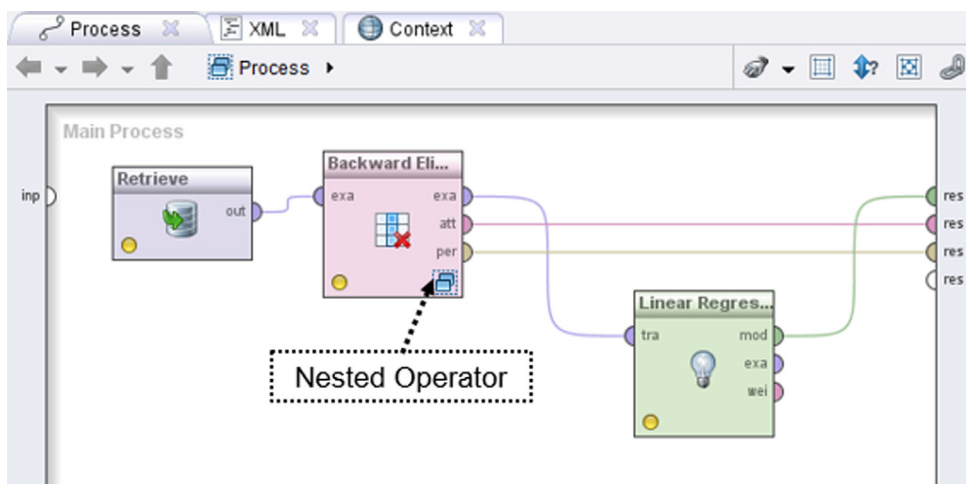 Process
XML
Context
Process
Main Process
inp
Retrieve
out
Backward Eli...
exa
exa
att
per
Nested Operator
Linear Regres...
tra
mod
exa
wei
res
res
res
res